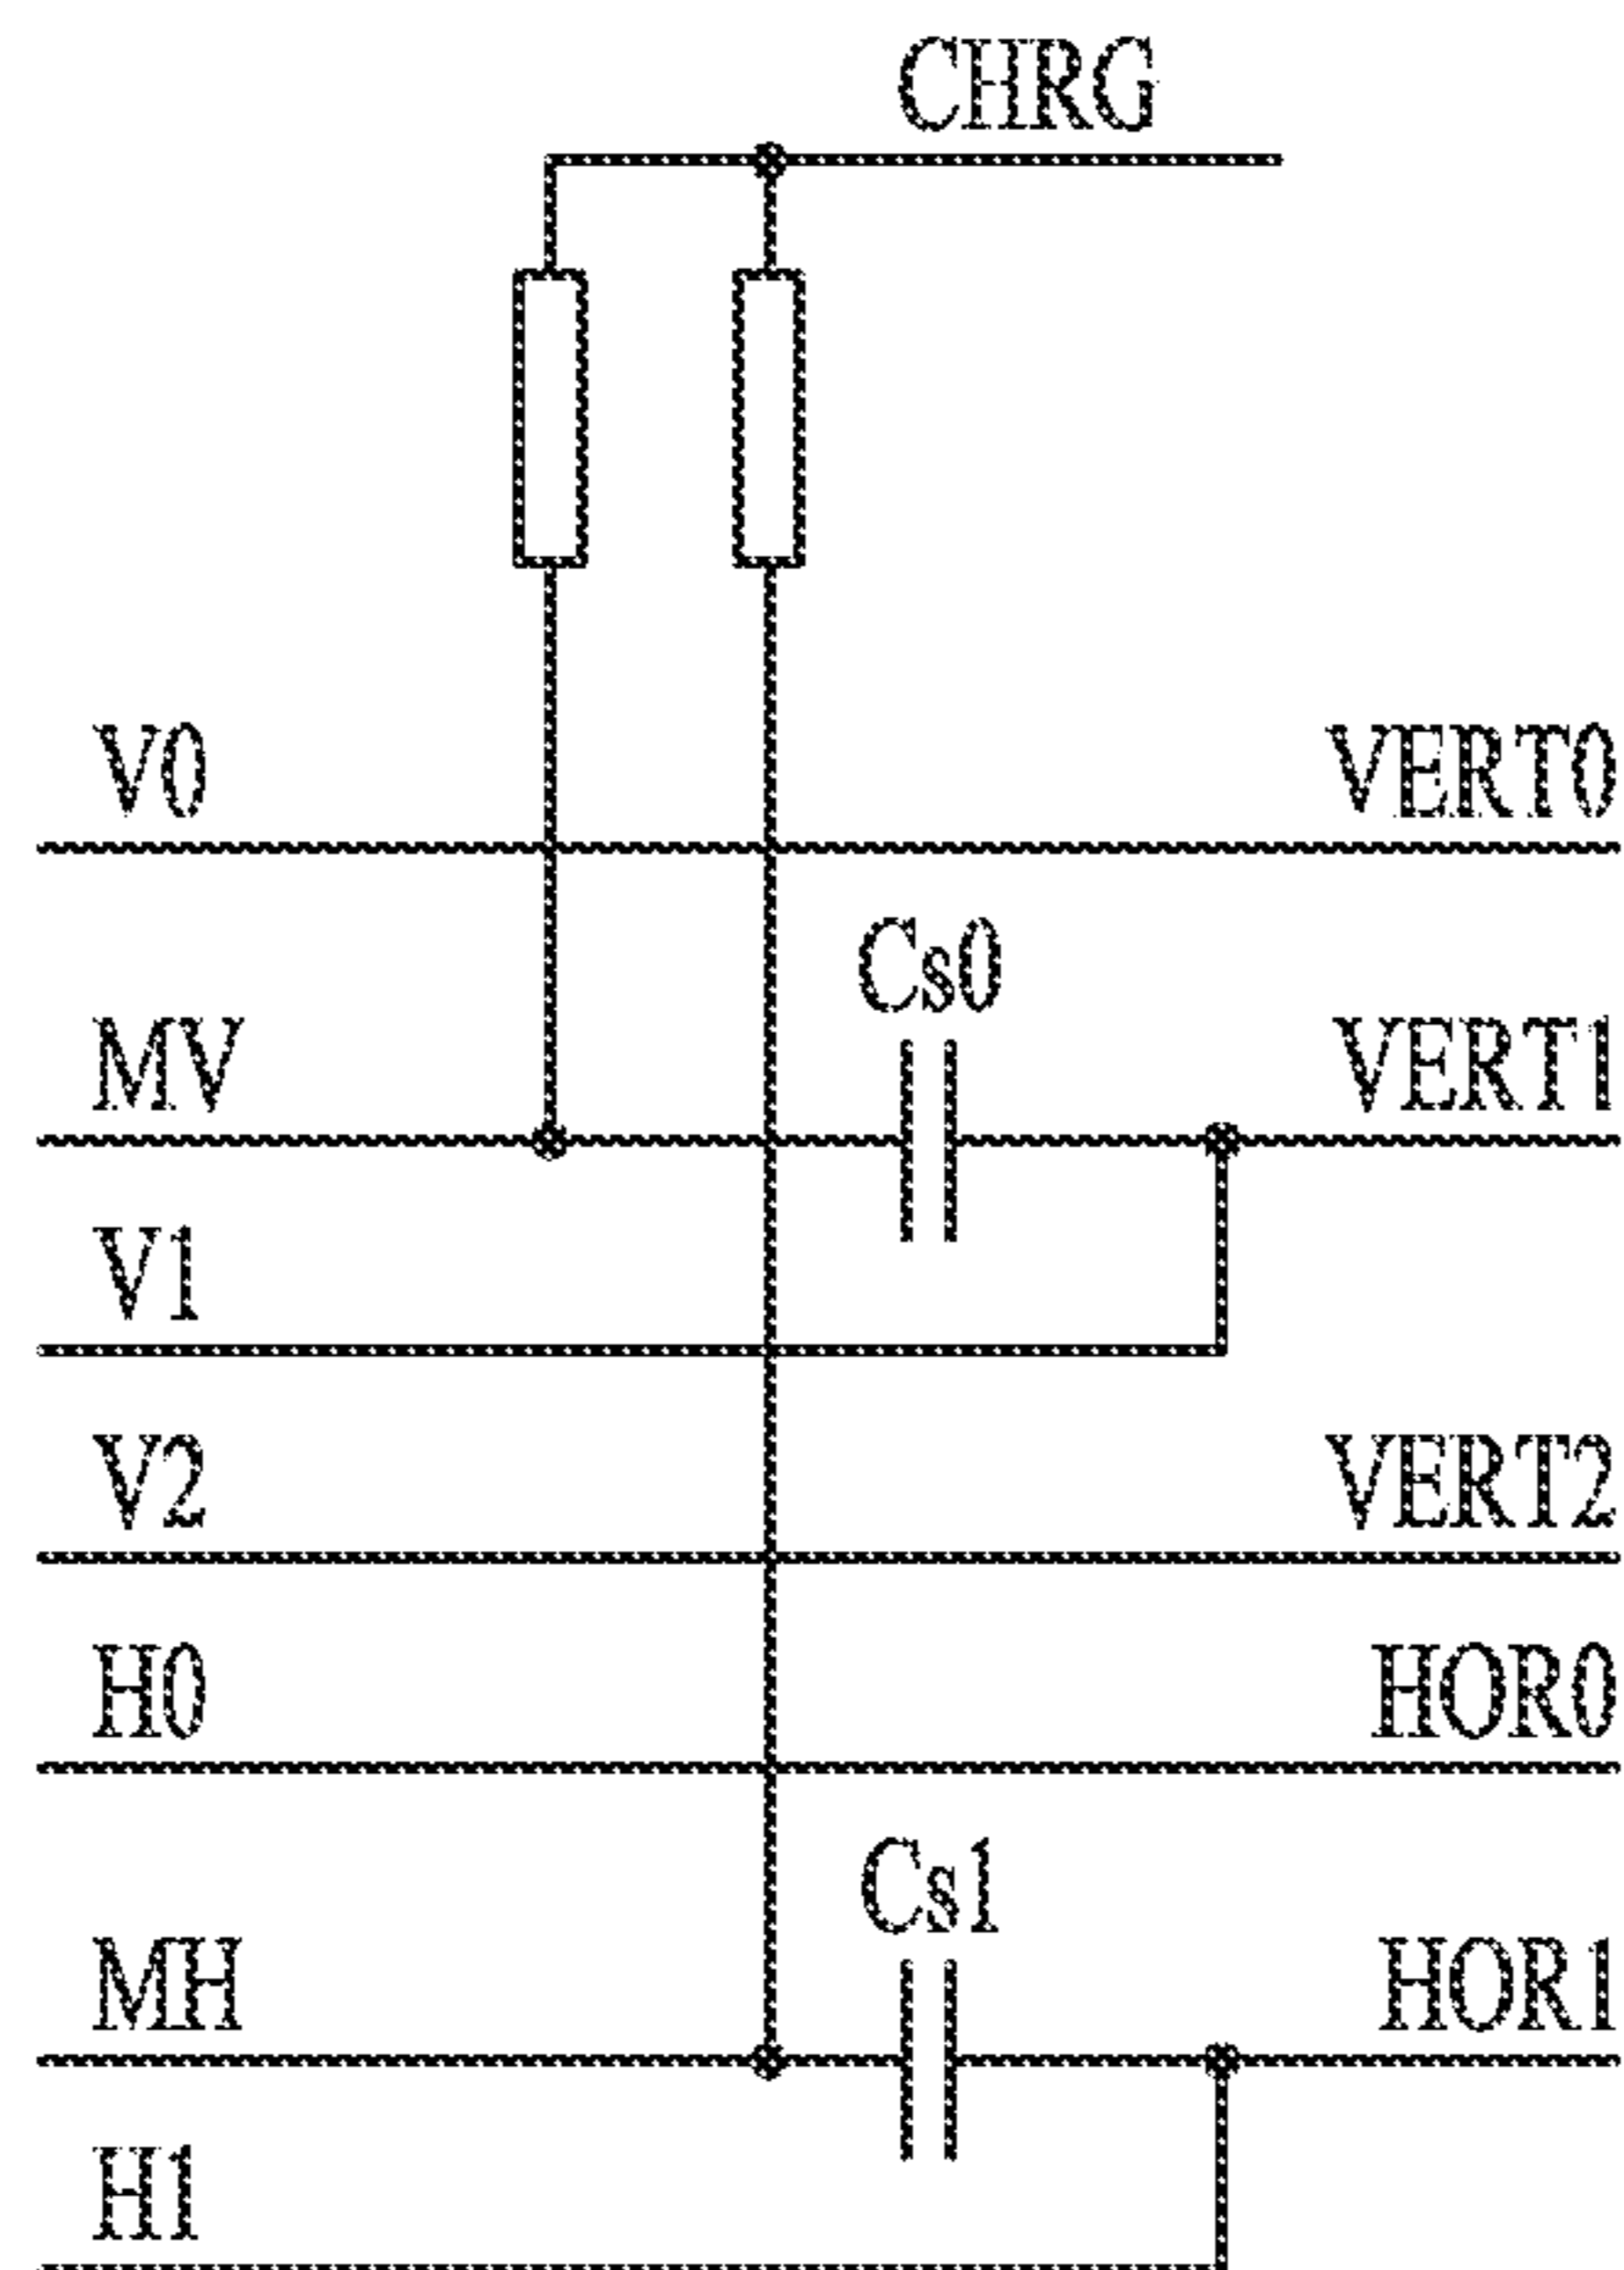 CHRG
V0 VERT0
Cs0
MV VERT1
V1
V2 VERT2
H0 HOR0
Cs1
MH HOR1
H1